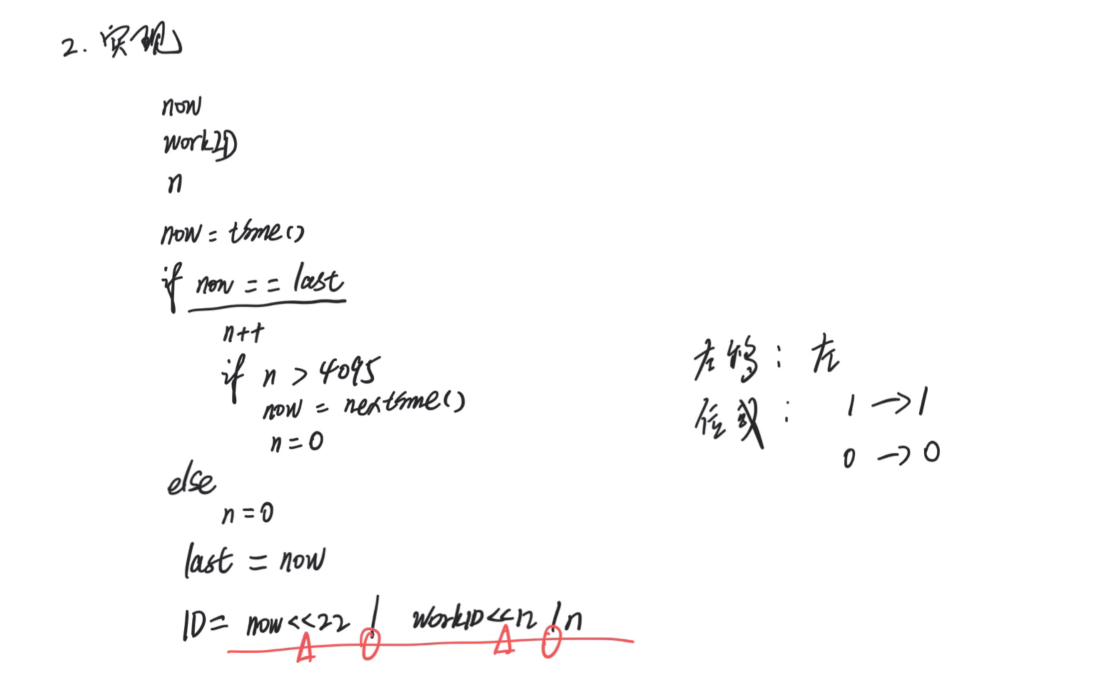 2. 实现
now
workID
n
now = time()
if now == last
n++
if n > 4095
now = nextime()
n = 0
else
n = 0
last = now
ID = now<<22 | workID<<12 | n
左移: 左
位或: 1 → 1
0 → 0